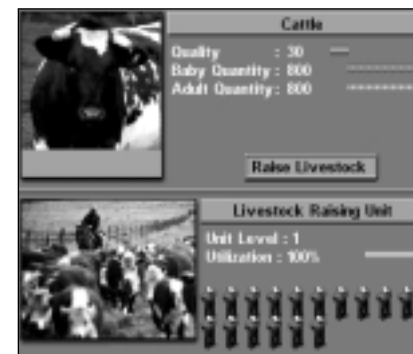 Cattle
Quality : 30
Baby Quantity : 800
Adult Quantity : 800
Raise Livestock
Livestock Raising Unit
Unit Level : 1
Utilization : 100%